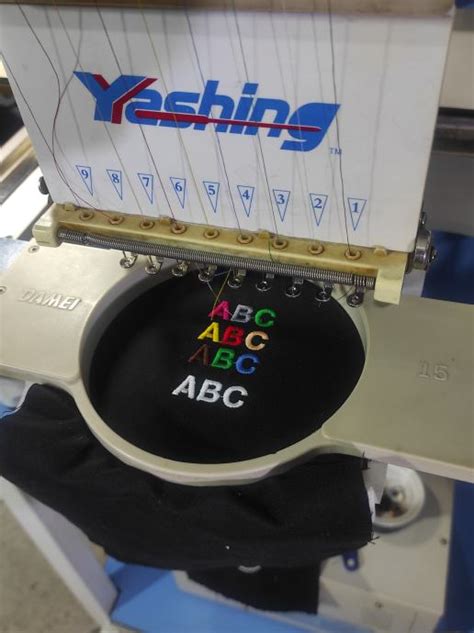 Yashing
TM
9 8 7 6 5 4 3 2 1
DAMEI
15
ABC
ABC
ABC
ABC